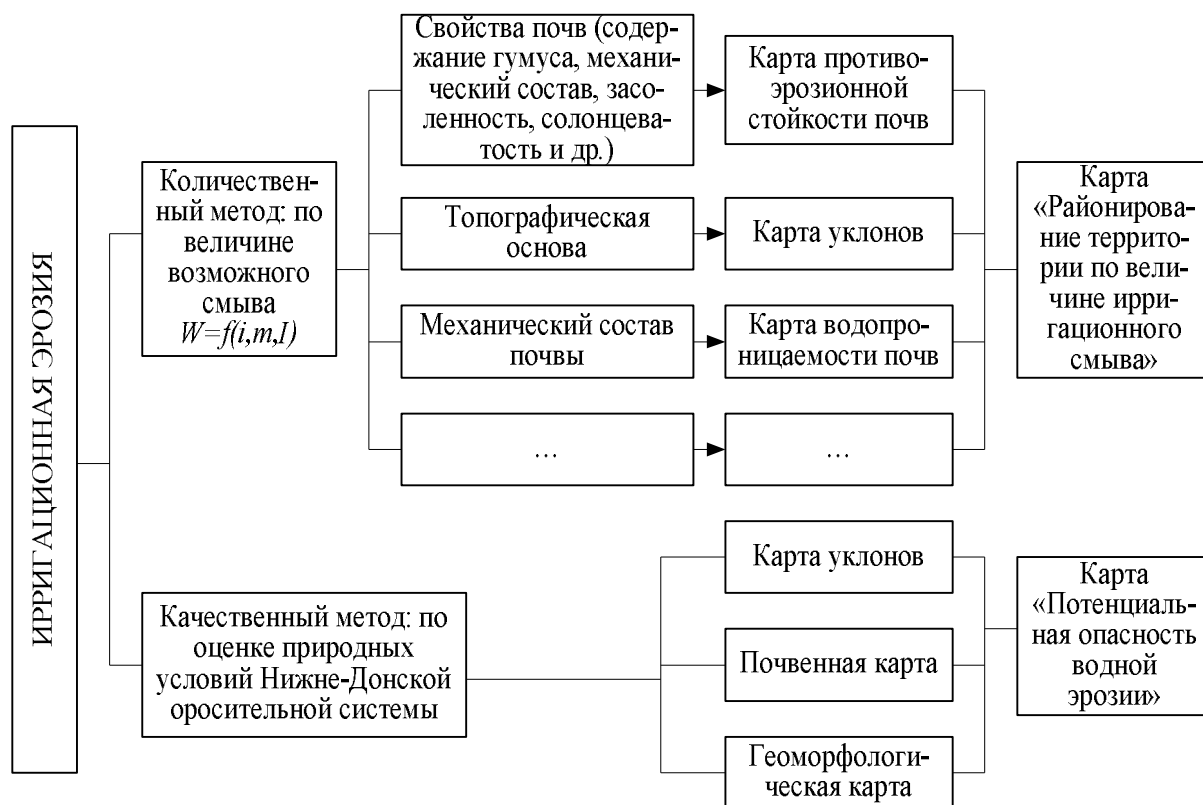 ИРРИГАЦИОННАЯ ЭРОЗИЯ
Количествен-
ный метод: по
величине
возможного
смыва
W=f(i,m,I)
Свойства почв (содер-
жание гумуса, механи-
ческий состав, засо-
ленность, солонцева-
тость и др.)
Карта противо-
эрозионной
стойкости почв
Топографическая
основа
Карта уклонов
Механический состав
почвы
Карта водопро-
ницаемости почв
…
…
Карта
«Районирова-
ние террито-
рии по вели-
чине ирри-
гационного
смыва»
Качественный метод: по
оценке природных
условий Нижне-Донской
оросительной системы
Карта уклонов
Почвенная карта
Геоморфологи-
ческая карта
Карта
«Потенциаль-
ная опасность
водной
эрозии»